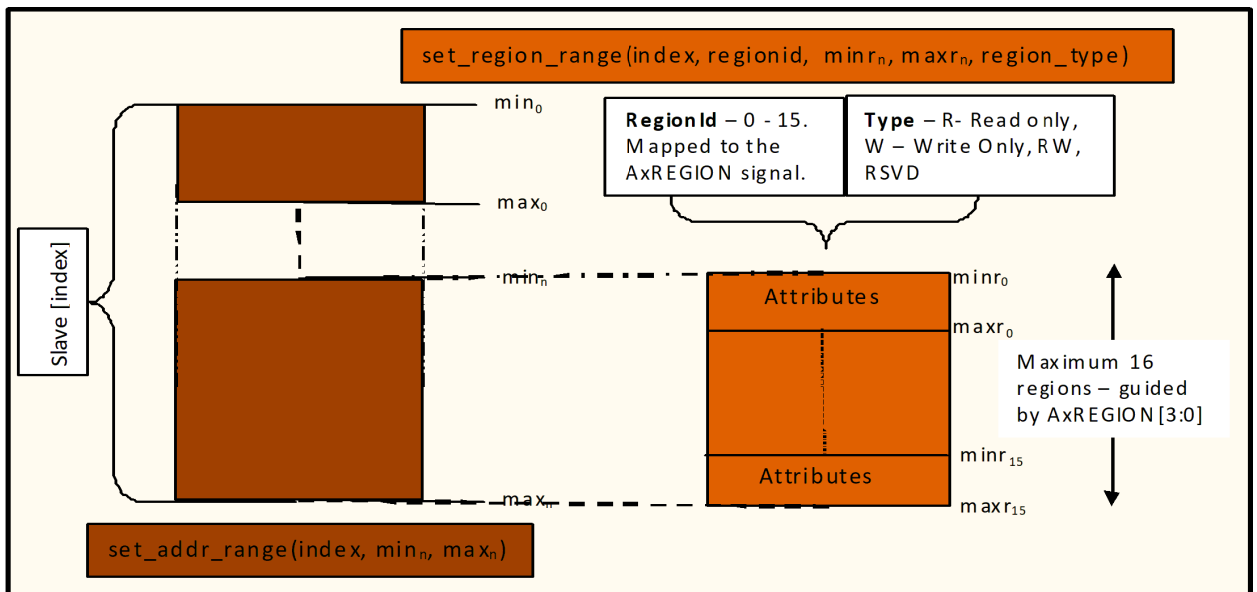 set_region_range(index, regionid, minrₙ, maxrₙ, region_type)
min₀
RegionId – 0 - 15.
Mapped to the
AxREGION signal.
Type – R- Read only,
W – Write Only, RW,
RSVD
max₀
Slave [index]
minₙ
minr₀
Attributes
maxr₀
Maximum 16
regions – guided
by AxREGION[3:0]
minr₁₅
Attributes
maxₙ
maxr₁₅
set_addr_range(index, minₙ, maxₙ)